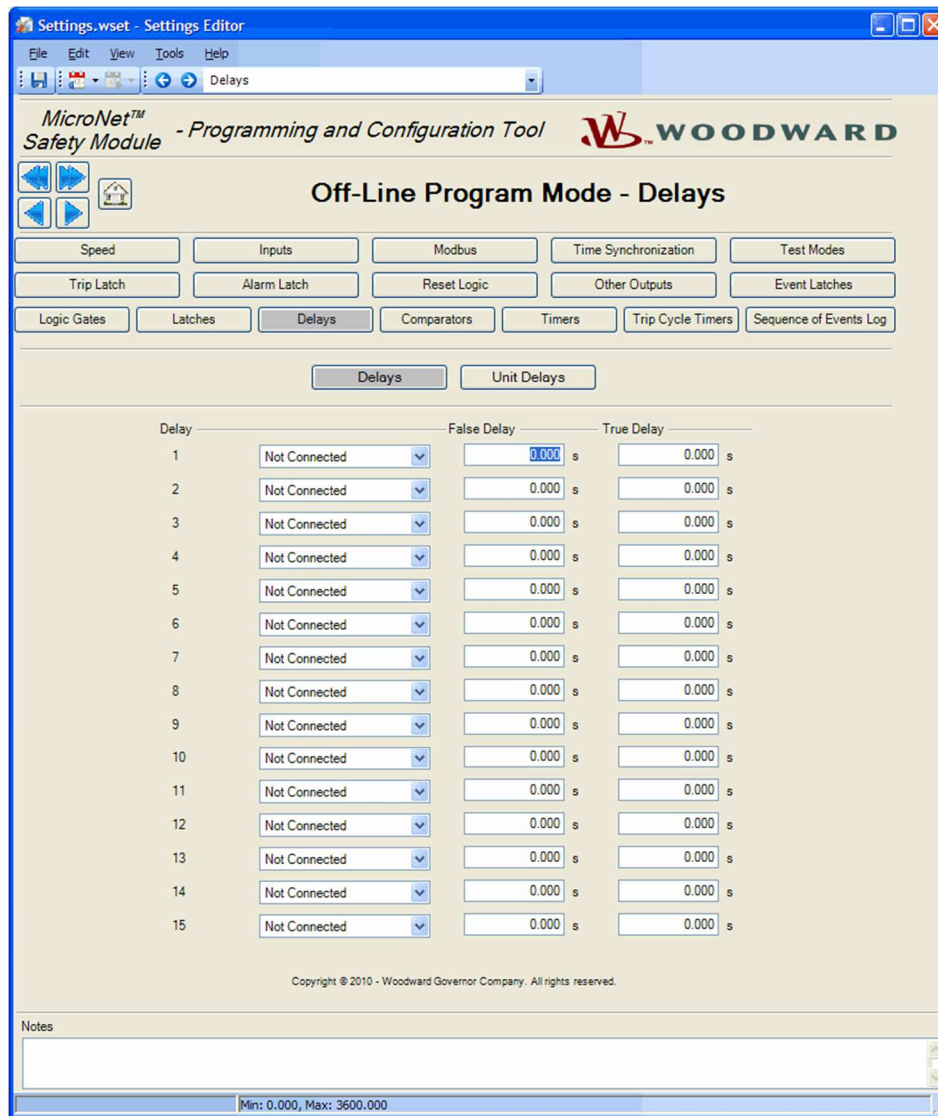 Settings.wset - Settings Editor
File Edit View Tools Help
Delays
MicroNet™
Safety Module - Programming and Configuration Tool WOODWARD
Off-Line Program Mode - Delays
Speed Inputs Modbus Time Synchronization Test Modes
Trip Latch Alarm Latch Reset Logic Other Outputs Event Latches
Logic Gates Latches Delays Comparators Timers Trip Cycle Timers Sequence of Events Log
Delays Unit Delays
Delay False Delay True Delay
1 Not Connected 0.000 s 0.000 s
2 Not Connected 0.000 s 0.000 s
3 Not Connected 0.000 s 0.000 s
4 Not Connected 0.000 s 0.000 s
5 Not Connected 0.000 s 0.000 s
6 Not Connected 0.000 s 0.000 s
7 Not Connected 0.000 s 0.000 s
8 Not Connected 0.000 s 0.000 s
9 Not Connected 0.000 s 0.000 s
10 Not Connected 0.000 s 0.000 s
11 Not Connected 0.000 s 0.000 s
12 Not Connected 0.000 s 0.000 s
13 Not Connected 0.000 s 0.000 s
14 Not Connected 0.000 s 0.000 s
15 Not Connected 0.000 s 0.000 s
Copyright © 2010 - Woodward Governor Company. All rights reserved.
Notes
Min: 0.000, Max: 3600.000